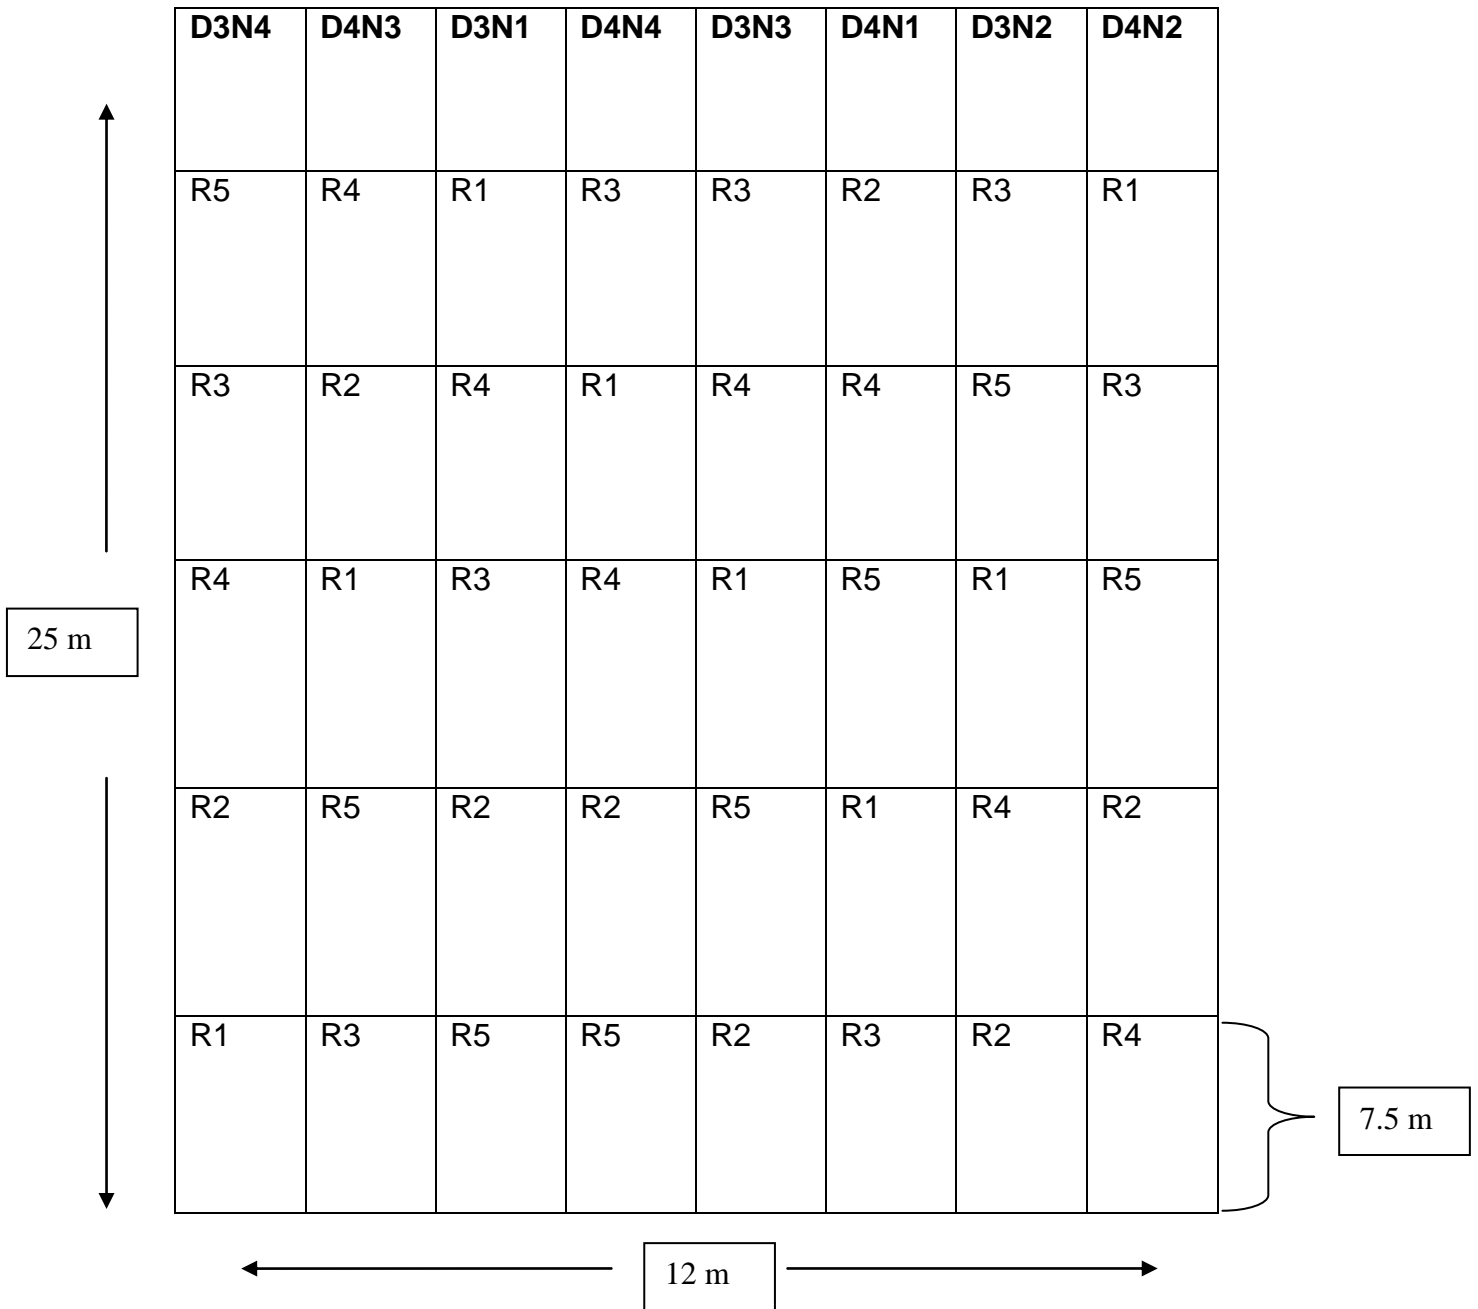 D3N4 D4N3 D3N1 D4N4 D3N3 D4N1 D3N2 D4N2
R5 R4 R1 R3 R3 R2 R3 R1
R3 R2 R4 R1 R4 R4 R5 R3
R4 R1 R3 R4 R1 R5 R1 R5
25 m
R2 R5 R2 R2 R5 R1 R4 R2
R1 R3 R5 R5 R2 R3 R2 R4
7.5 m
12 m